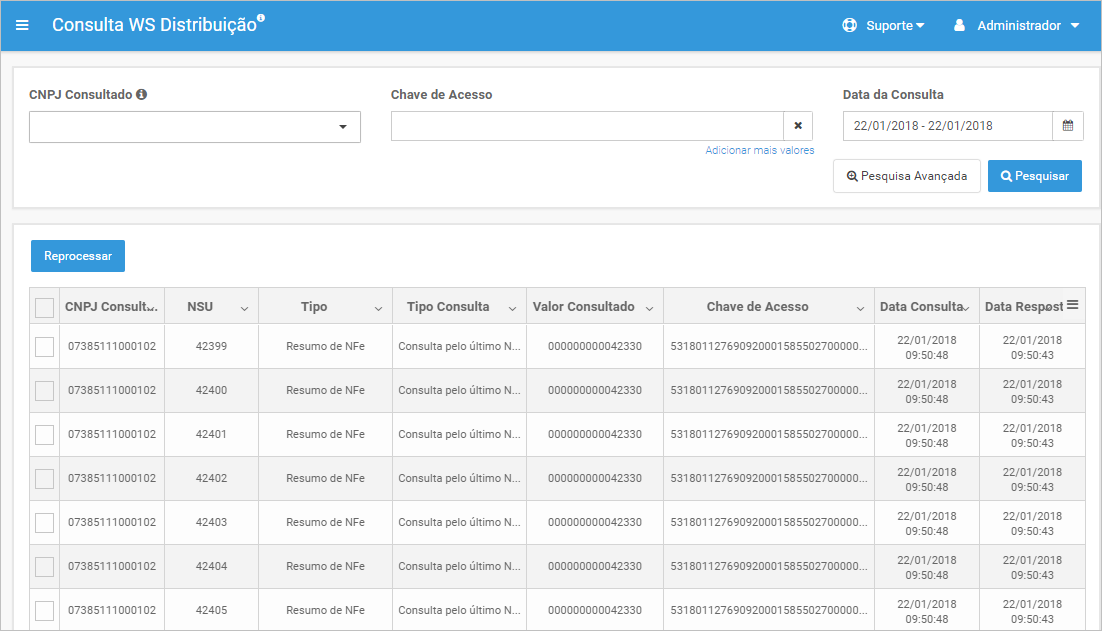 Consulta WS Distribuição
Suporte
Administrador
CNPJ Consultado
Chave de Acesso
Data da Consulta
22/01/2018 - 22/01/2018
Adicionar mais valores
Pesquisa Avançada
Pesquisar
Reprocessar
CNPJ Consult... NSU Tipo Tipo Consulta Valor Consultado Chave de Acesso Data Consulta Data Respost
07385111000102 42399 Resumo de NFe Consulta pelo último N... 000000000042330 53180112769092000158550270000​0... 22/01/2018 09:50:48 22/01/2018 09:50:43
07385111000102 42400 Resumo de NFe Consulta pelo último N... 000000000042330 531801127690920001585502700000... 22/01/2018 09:50:48 22/01/2018 09:50:43
07385111000102 42401 Resumo de NFe Consulta pelo último N... 000000000042330 531801127690920001585502700000... 22/01/2018 09:50:48 22/01/2018 09:50:43
07385111000102 42402 Resumo de NFe Consulta pelo último N... 000000000042330 531801127690920001585502700000... 22/01/2018 09:50:48 22/01/2018 09:50:43
07385111000102 42403 Resumo de NFe Consulta pelo último N... 000000000042330 531801127690920001585502700000... 22/01/2018 09:50:48 22/01/2018 09:50:43
07385111000102 42404 Resumo de NFe Consulta pelo último N... 000000000042330 531801127690920001585502700000... 22/01/2018 09:50:48 22/01/2018 09:50:43
07385111000102 42405 Resumo de NFe Consulta pelo último N... 000000000042330 531801127690920001585502700000... 22/01/2018 09:50:48 22/01/2018 09:50:43